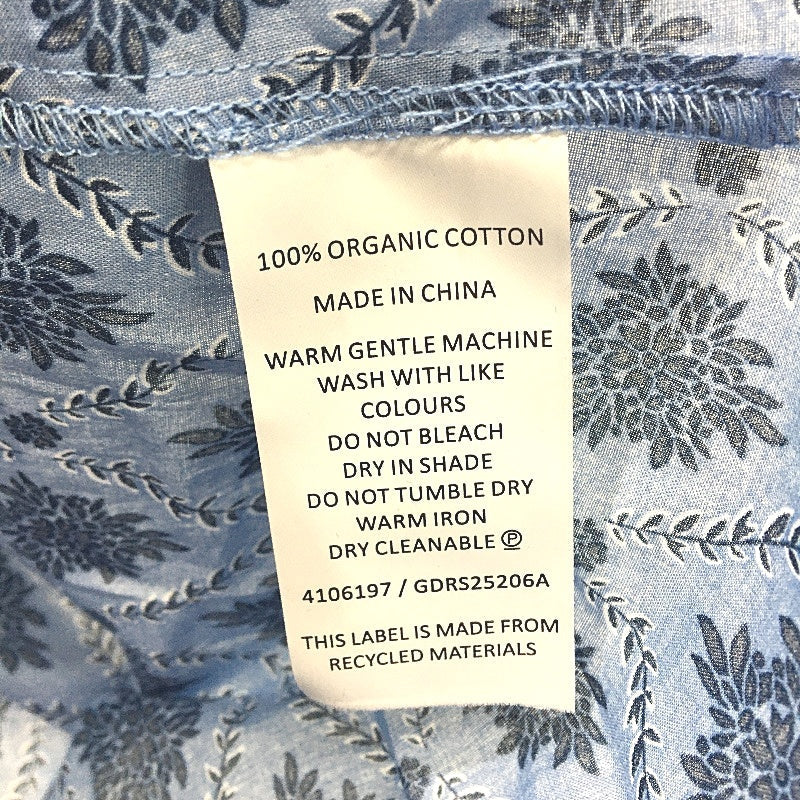 100% ORGANIC COTTON
MADE IN CHINA
WARM GENTLE MACHINE
WASH WITH LIKE
COLOURS
DO NOT BLEACH
DRY IN SHADE
DO NOT TUMBLE DRY
WARM IRON
DRY CLEANABLE Ⓟ
4106197 / GDRS25206A
THIS LABEL IS MADE FROM
RECYCLED MATERIALS